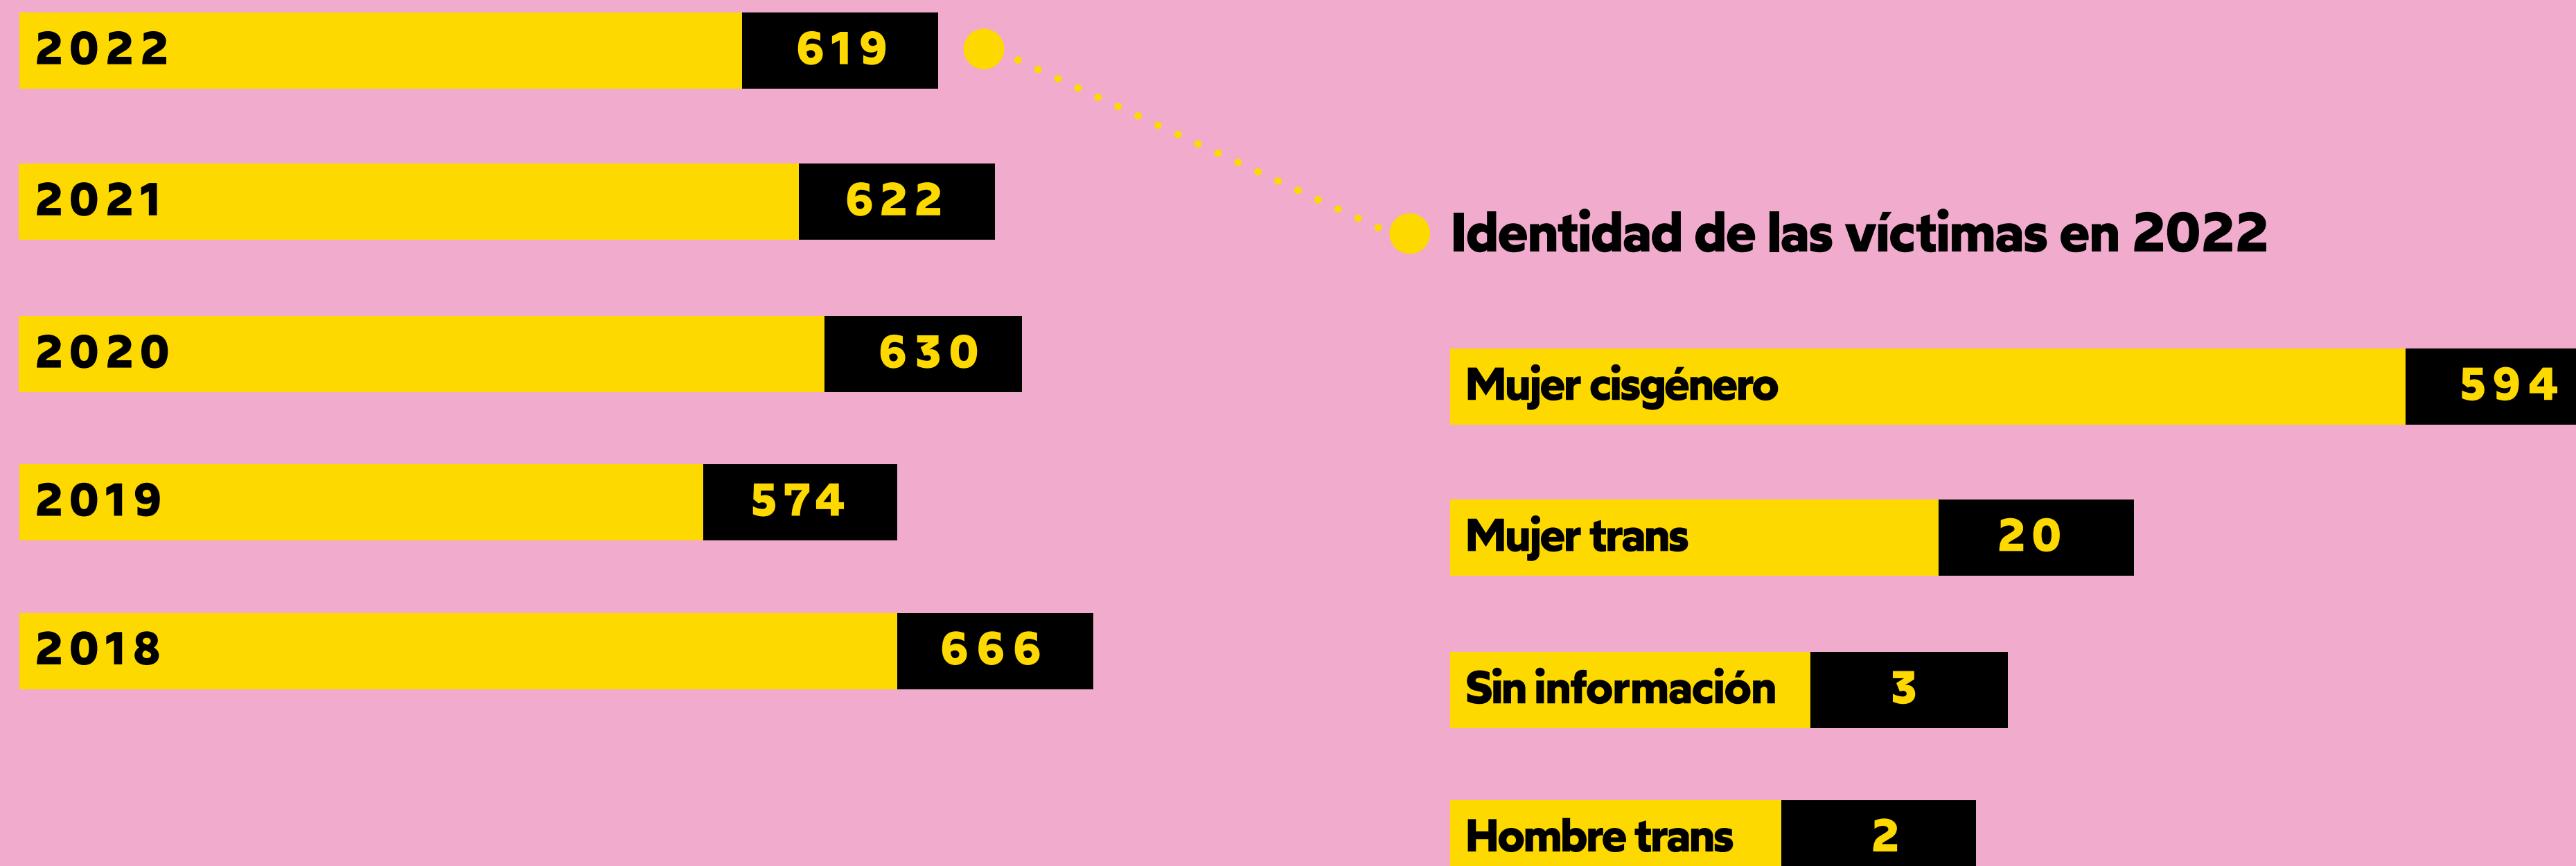 2022 619
2021 622
2020 630
2019 574
2018 666
Identidad de las víctimas en 2022
Mujer cisgénero 594
Mujer trans 20
Sin información 3
Hombre trans 2